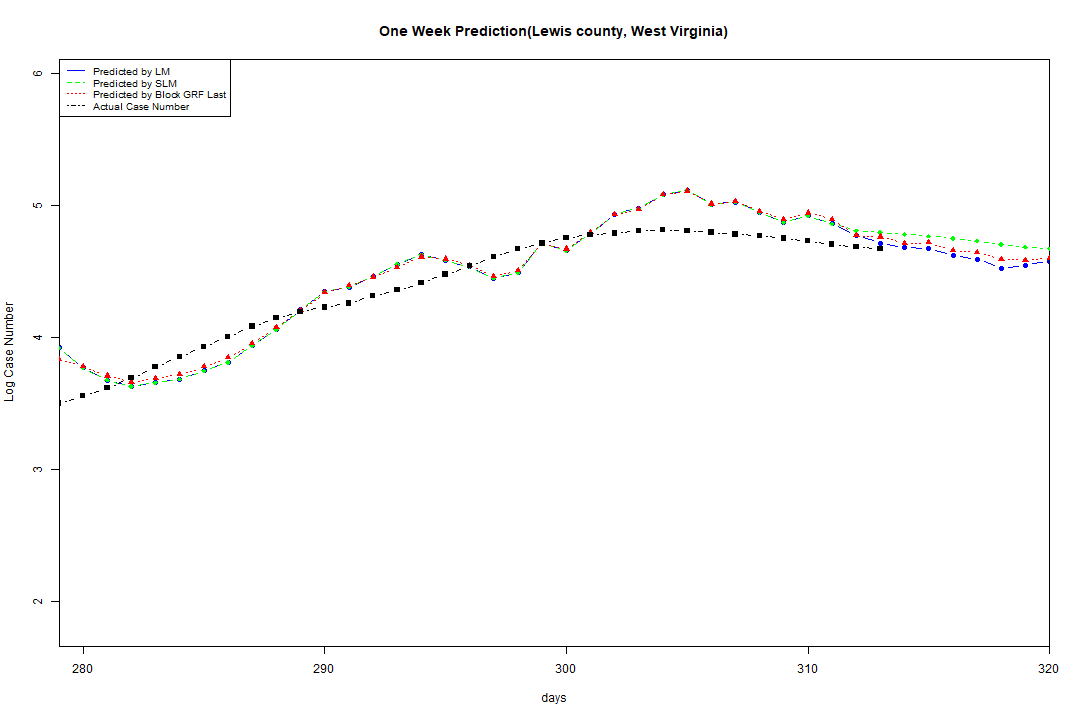 One Week Prediction(Lewis county, West Virginia)
Predicted by LM
Predicted by SLM
Predicted by Block GRF Last
Actual Case Number
6
5
4
3
2
Log Case Number
280 290 300 310 320
days